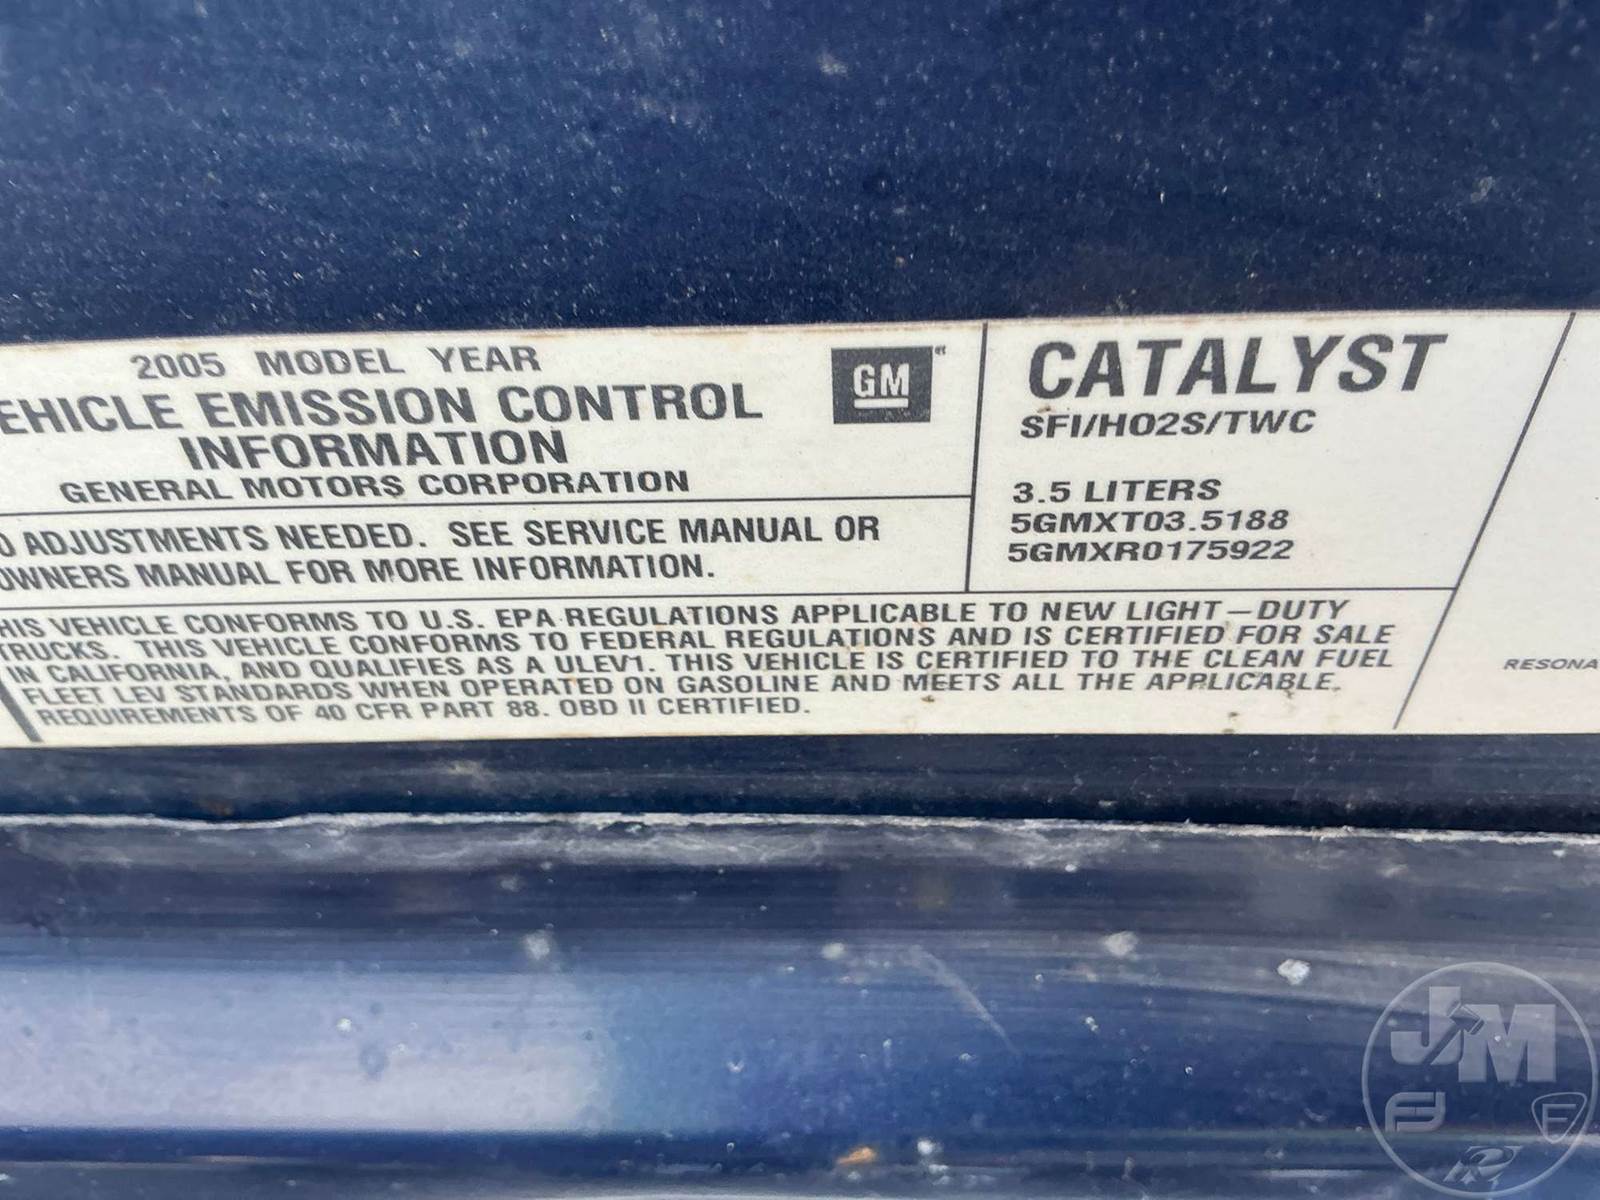 2005 MODEL YEAR
EHICLE EMISSION CONTROL
INFORMATION
GENERAL MOTORS CORPORATION
GM
O ADJUSTMENTS NEEDED. SEE SERVICE MANUAL OR
OWNERS MANUAL FOR MORE INFORMATION.
CATALYST
SFI/HO2S/TWC
3.5 LITERS
5GMXT03.5188
5GMXR0175922
HIS VEHICLE CONFORMS TO U.S. EPA REGULATIONS APPLICABLE TO NEW LIGHT-DUTY
TRUCKS. THIS VEHICLE CONFORMS TO FEDERAL REGULATIONS AND IS CERTIFIED FOR SALE
IN CALIFORNIA, AND QUALIFIES AS A ULEV1. THIS VEHICLE IS CERTIFIED TO THE CLEAN FUEL
FLEET LEV STANDARDS WHEN OPERATED ON GASOLINE AND MEETS ALL THE APPLICABLE
REQUIREMENTS OF 40 CFR PART 88. OBD II CERTIFIED.
RESONA
JM